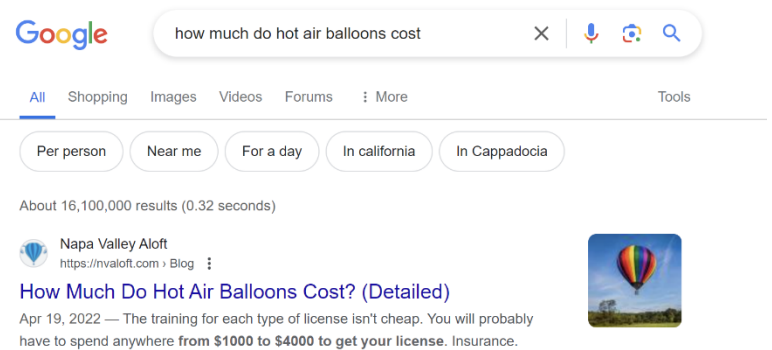 Google how much do hot air balloons cost
All Shopping Images Videos Forums More Tools
Per person Near me For a day In california In Cappadocia
About 16,100,000 results (0.32 seconds)
Napa Valley Aloft
https://nvaloft.com › Blog
How Much Do Hot Air Balloons Cost? (Detailed)
Apr 19, 2022 — The training for each type of license isn't cheap. You will probably
have to spend anywhere from $1000 to $4000 to get your license. Insurance.